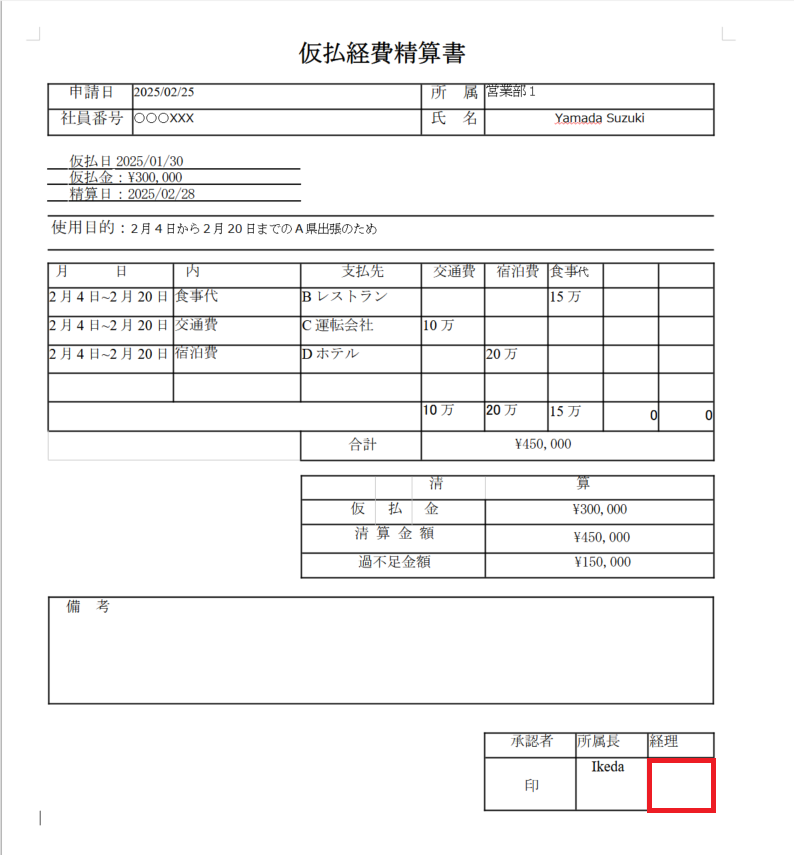 仮払経費精算書
申請日 2025/02/25 所 属 営業部１
社員番号 〇〇〇XXX 氏 名 Yamada Suzuki
仮払日 2025/01/30
仮払金：¥300,000
精算日：2025/02/28
使用目的：２月４日から２月 20 日までのＡ県出張のため
月 日 内 支払先 交通費 宿泊費 食事代
2 月 4 日~2 月 20 日 食事代 B レストラン 15 万
2 月 4 日~2 月 20 日 交通費 C 運転会社 10 万
2 月 4 日~2 月 20 日 宿泊費 D ホテル 20 万
10 万 20 万 15 万 0 0
合計 ¥450,000
清 算
仮 払 金 ¥300,000
清 算 金 額 ¥450,000
過不足金額 ¥150,000
備 考
承認者 所属長 経理
印 Ikeda